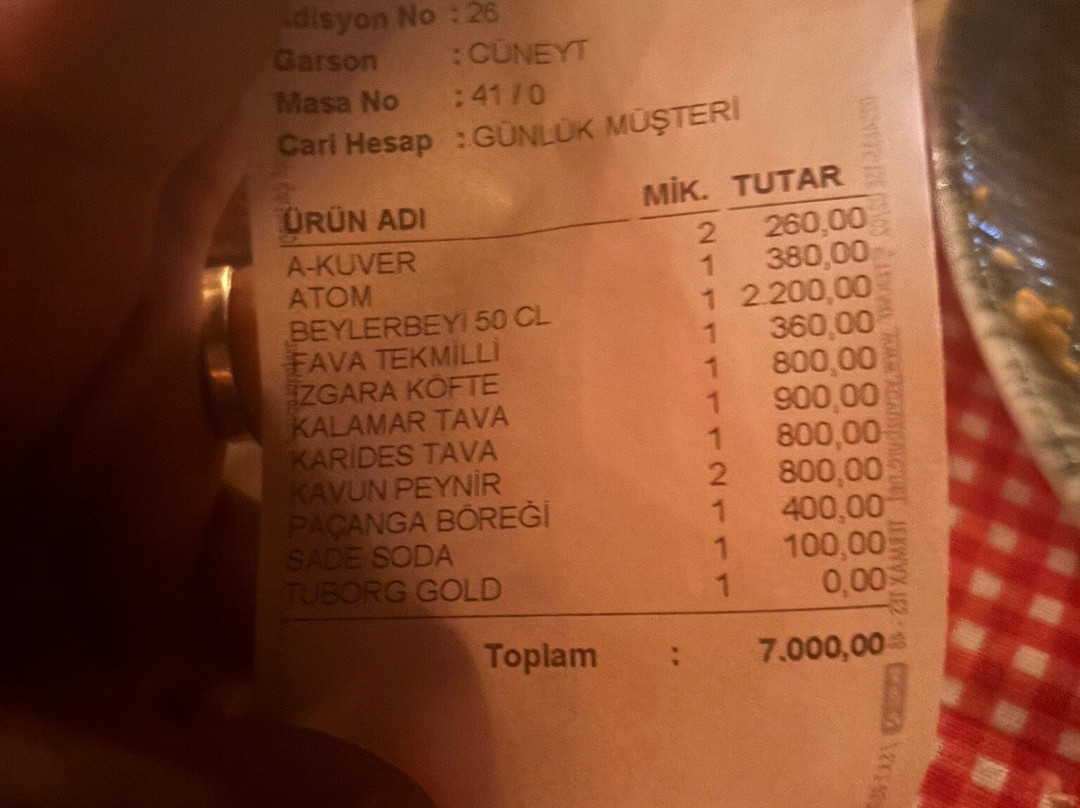 disyon No : 26
Garson : CÜNEYT
Masa No : 41 / 0
Cari Hesap : GÜNLÜK MÜŞTERİ
ÜRÜN ADI MİK. TUTAR
A-KUVER 2 260,00
ATOM 1 380,00
BEYLERBEYİ 50 CL 1 2.200,00
FAVA TEKMİLLİ 1 360,00
IZGARA KÖFTE 1 800,00
KALAMAR TAVA 1 900,00
KARİDES TAVA 1 800,00
KAVUN PEYNİR 2 800,00
PAÇANGA BÖREĞİ 1 400,00
SADE SODA 1 100,00
TUBORG GOLD 1 0,00
Toplam : 7.000,00